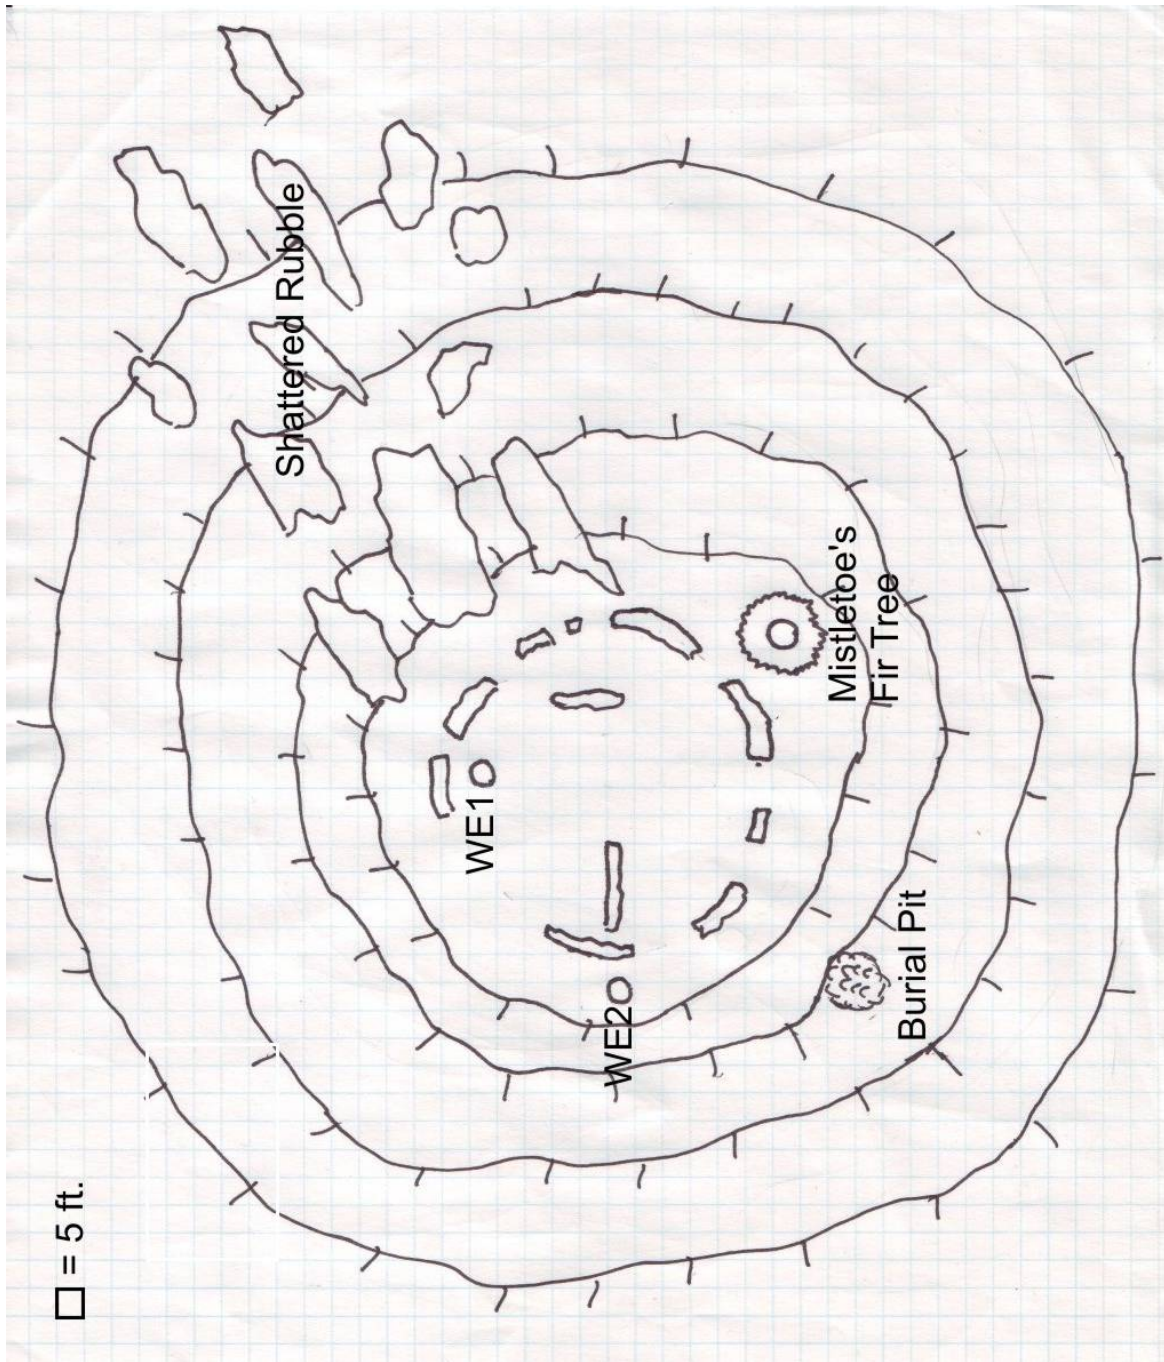 □ = 5 ft.
Shattered Rubble
WE1
WE2
Mistletoe's
Fir Tree
Burial Pit